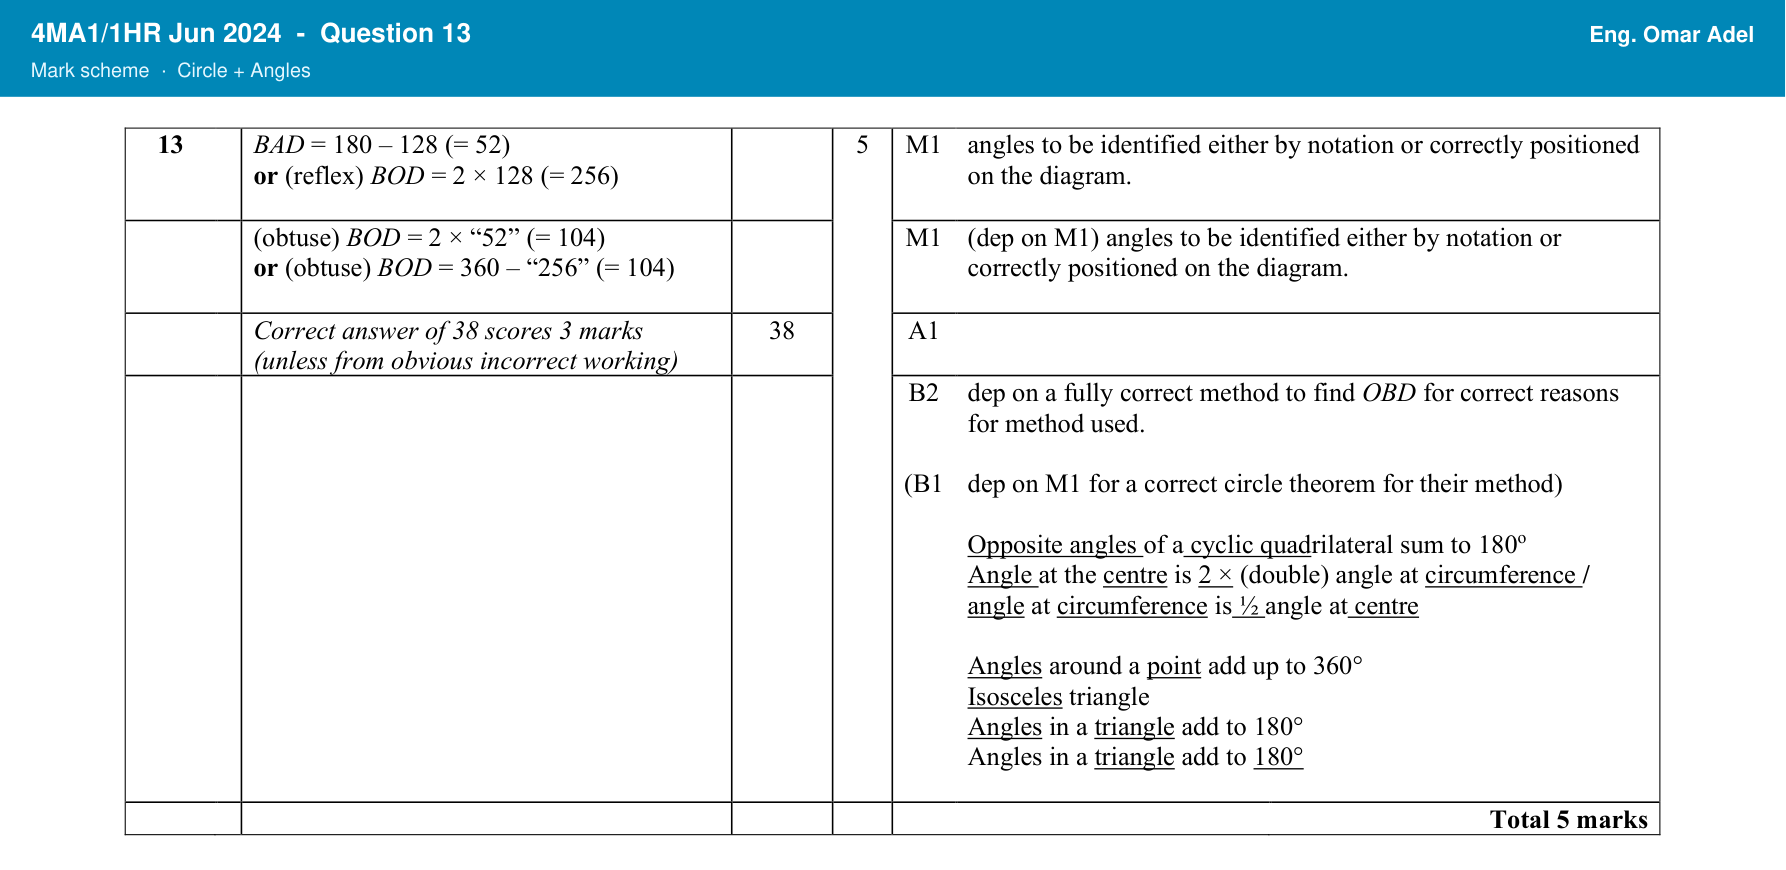 4MA1/1HR Jun 2024 - Question 13
Eng. Omar Adel
Mark scheme · Circle + Angles
13
BAD = 180 – 128 (= 52)
or (reflex) BOD = 2 × 128 (= 256)
5
M1 angles to be identified either by notation or correctly positioned
on the diagram.
(obtuse) BOD = 2 × “52” (= 104)
or (obtuse) BOD = 360 – “256” (= 104)
M1 (dep on M1) angles to be identified either by notation or
correctly positioned on the diagram.
Correct answer of 38 scores 3 marks
(unless from obvious incorrect working)
38
A1
B2 dep on a fully correct method to find OBD for correct reasons
for method used.
(B1 dep on M1 for a correct circle theorem for their method)
Opposite angles of a cyclic quadrilateral sum to 180º
Angle at the centre is 2 × (double) angle at circumference /
angle at circumference is ½ angle at centre
Angles around a point add up to 360°
Isosceles triangle
Angles in a triangle add to 180°
Angles in a triangle add to 180°
Total 5 marks